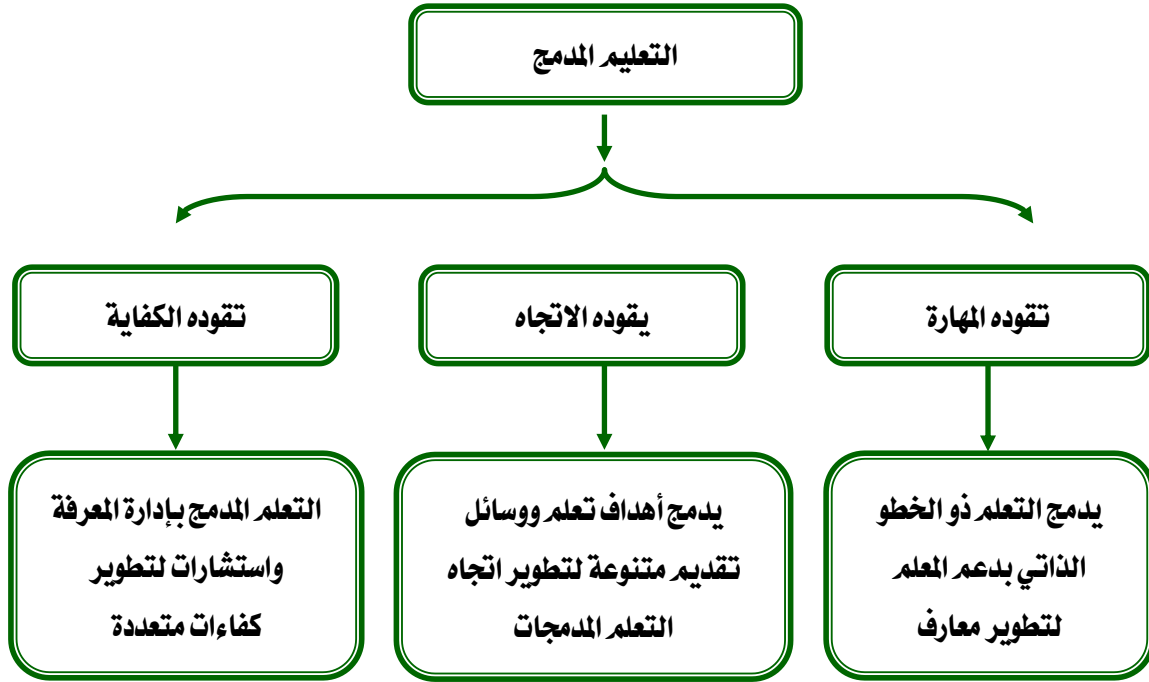 التعليم المدمج
تقوده المهارة
يقوده الاتجاه
تقوده الكفاية
يدمج التعلم ذو الخطو
الذاتي بدعم المعلم
لتطوير معارف
يدمج أهداف تعلم ووسائل
تقديم متنوعة لتطوير اتجاه
التعلم المدمجات
التعلم المدمج بإدارة المعرفة
واستشارات لتطوير
كفاءات متعددة